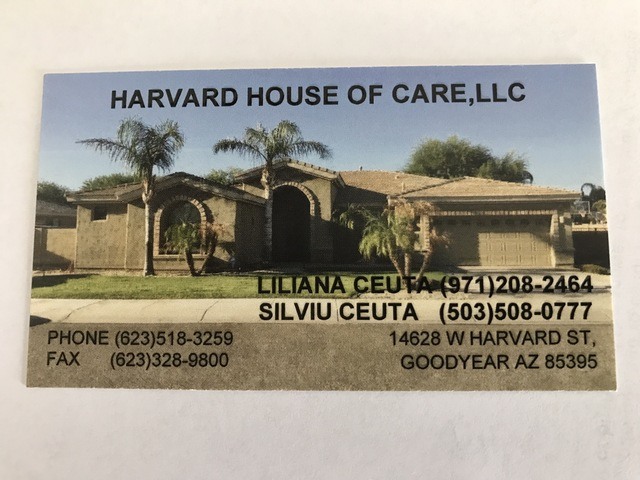 HARVARD HOUSE OF CARE,LLC
LILIANA CEUTA (971)208-2464
SILVIU CEUTA (503)508-0777
PHONE (623)518-3259
FAX (623)328-9800
14628 W HARVARD ST,
GOODYEAR AZ 85395